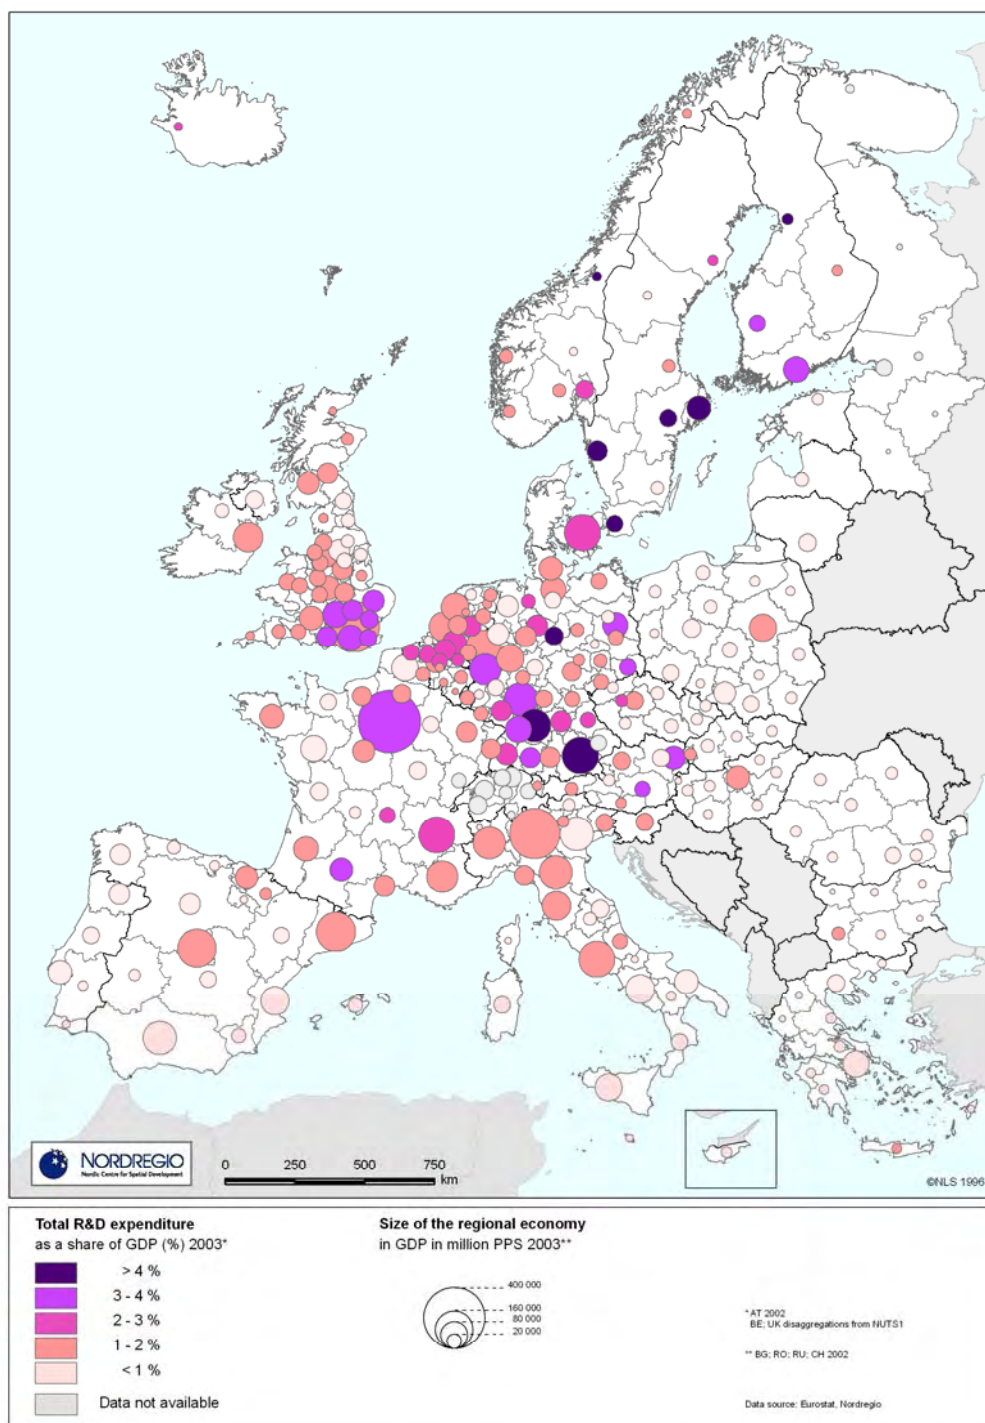 NORDREGIO
Nordic Centre for Spatial Development
0 250 500 750
km
©NLS 1996
Total R&D expenditure
as a share of GDP (%) 2003*
> 4 %
3 - 4 %
2 - 3 %
1 - 2 %
< 1 %
Data not available
Size of the regional economy
in GDP in million PPS 2003**
400 000
160 000
80 000
20 000
* AT 2002
BE; UK disaggregations from NUTS1
** BG; RO; RU; CH 2002
Data source: Eurostat, Nordregio